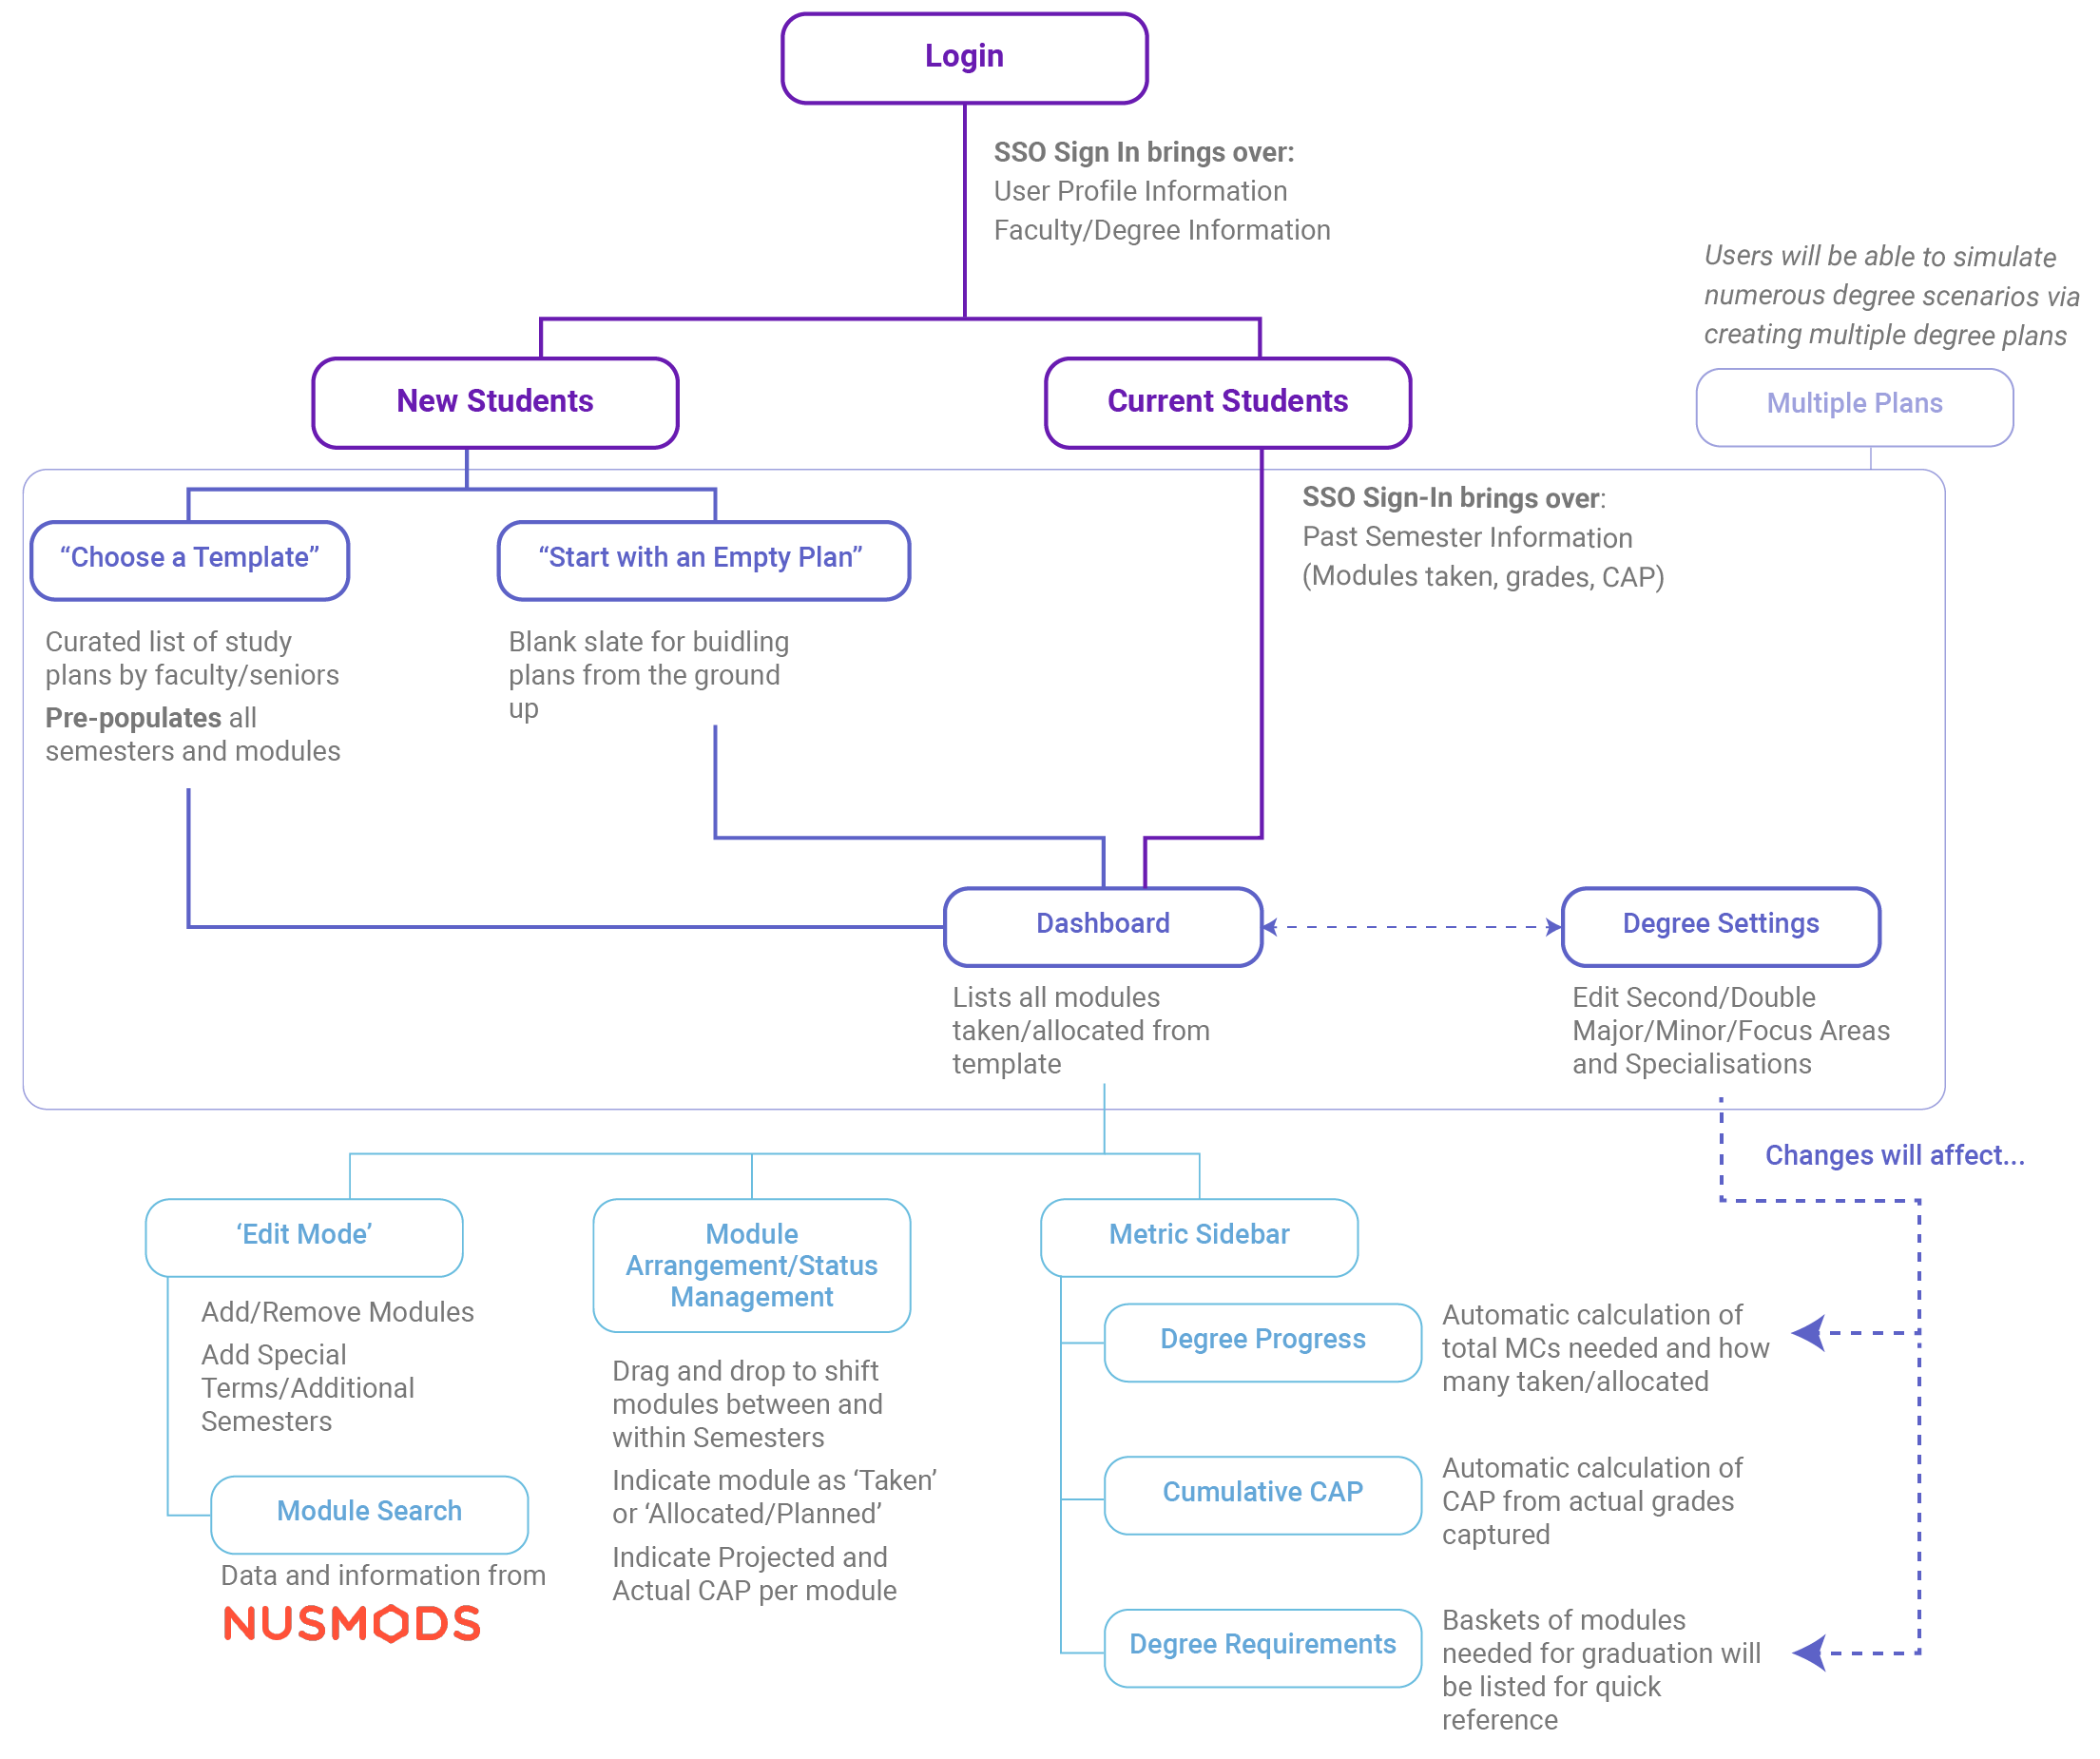 Login
SSO Sign In brings over:
User Profile Information
Faculty/Degree Information
Users will be able to simulate
numerous degree scenarios via
creating multiple degree plans
New Students
Current Students
Multiple Plans
“Choose a Template”
“Start with an Empty Plan”
SSO Sign-In brings over:
Past Semester Information
(Modules taken, grades, CAP)
Curated list of study
plans by faculty/seniors
Pre-populates all
semesters and modules
Blank slate for buidling
plans from the ground
up
Dashboard
Degree Settings
Lists all modules
taken/allocated from
template
Edit Second/Double
Major/Minor/Focus Areas
and Specialisations
Changes will affect...
‘Edit Mode’
Add/Remove Modules
Add Special
Terms/Additional
Semesters
Module Search
Data and information from
NUSMODS
Module
Arrangement/Status
Management
Drag and drop to shift
modules between and
within Semesters
Indicate module as ‘Taken’
or ‘Allocated/Planned’
Indicate Projected and
Actual CAP per module
Metric Sidebar
Degree Progress
Automatic calculation of
total MCs needed and how
many taken/allocated
Cumulative CAP
Automatic calculation of
CAP from actual grades
captured
Degree Requirements
Baskets of modules
needed for graduation will
be listed for quick
reference